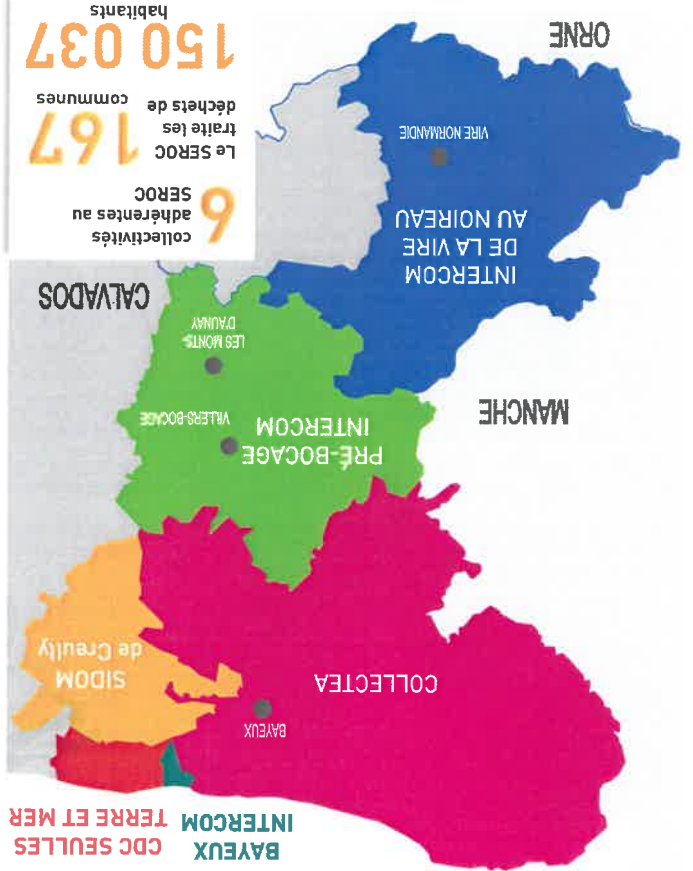 BAYEUX
INTERCOM
CDC SEULLES
TERRE ET MER
BAYEUX
COLLECTEA
SIDOM
de Creully
PRÉ-BOCAGE
INTERCOM
VILLERS-BOCAGE
LES MONTS-
D'AUNAY
MANCHE
CALVADOS
INTERCOM
DE LA VIRE
AU NOIREAU
VIRE NORMANDIE
ORNE
6 collectivités
adhérentes au
SEROC
Le SEROC
traite les
déchets de
167
communes
150 037
habitants